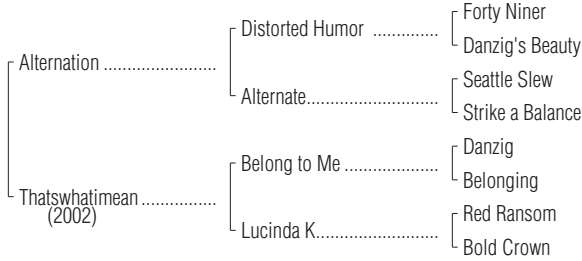 Forty Niner
Distorted Humor ..............
Danzig's Beauty
Alternation ........................
Seattle Slew
Alternate............................
Strike a Balance
Danzig
Belong to Me ....................
Belonging
Thatswhatimean ................
(2002)
Red Ransom
Lucinda K..........................
Bold Crown